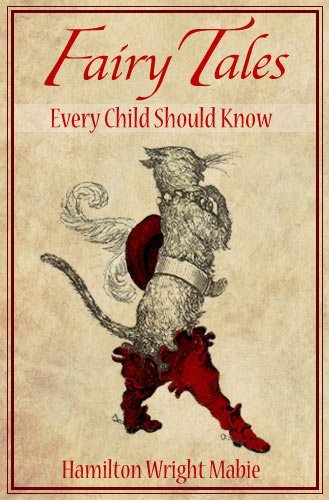 Fairy Tales
Every Child Should Know
Hamilton Wright Mabie